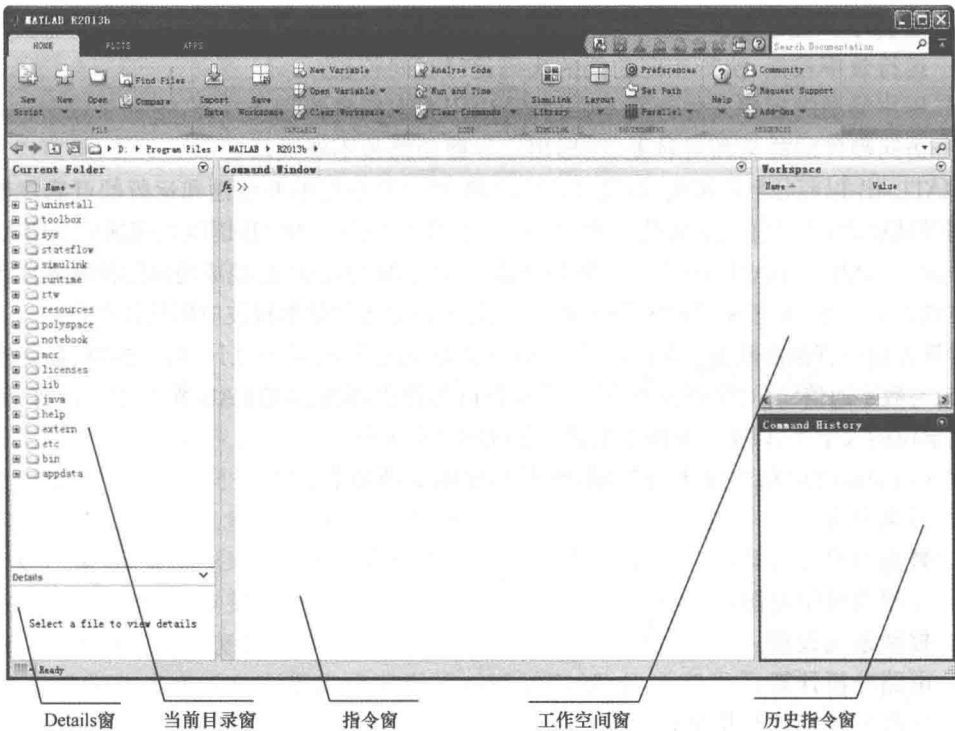 MATLAB R2013b
HOME PLOTS APPS
Search Documentation
New Script
New
Open
Find Files
Compare
Import Data
Save Workspace
New Variable
Open Variable
Clear Workspace
Analyze Code
Run and Time
Clear Commands
Simulink Library
Layout
Preferences
Set Path
Parallel
Help
Community
Request Support
Add-Ons
FILE VARIABLE CODE SIMULINK ENVIRONMENT RESOURCES
D: ▸ Program Files ▸ MATLAB ▸ R2013b ▸
Current Folder
Name
uninstall
toolbox
sys
stateflow
simulink
runtime
rtw
resources
polyspace
notebook
mcr
licenses
lib
java
help
extern
etc
bin
appdata
Details
Select a file to view details
Command Window
fx >>
Workspace
Name Value
Command History
Ready
Details窗 当前目录窗 指令窗 工作空间窗 历史指令窗